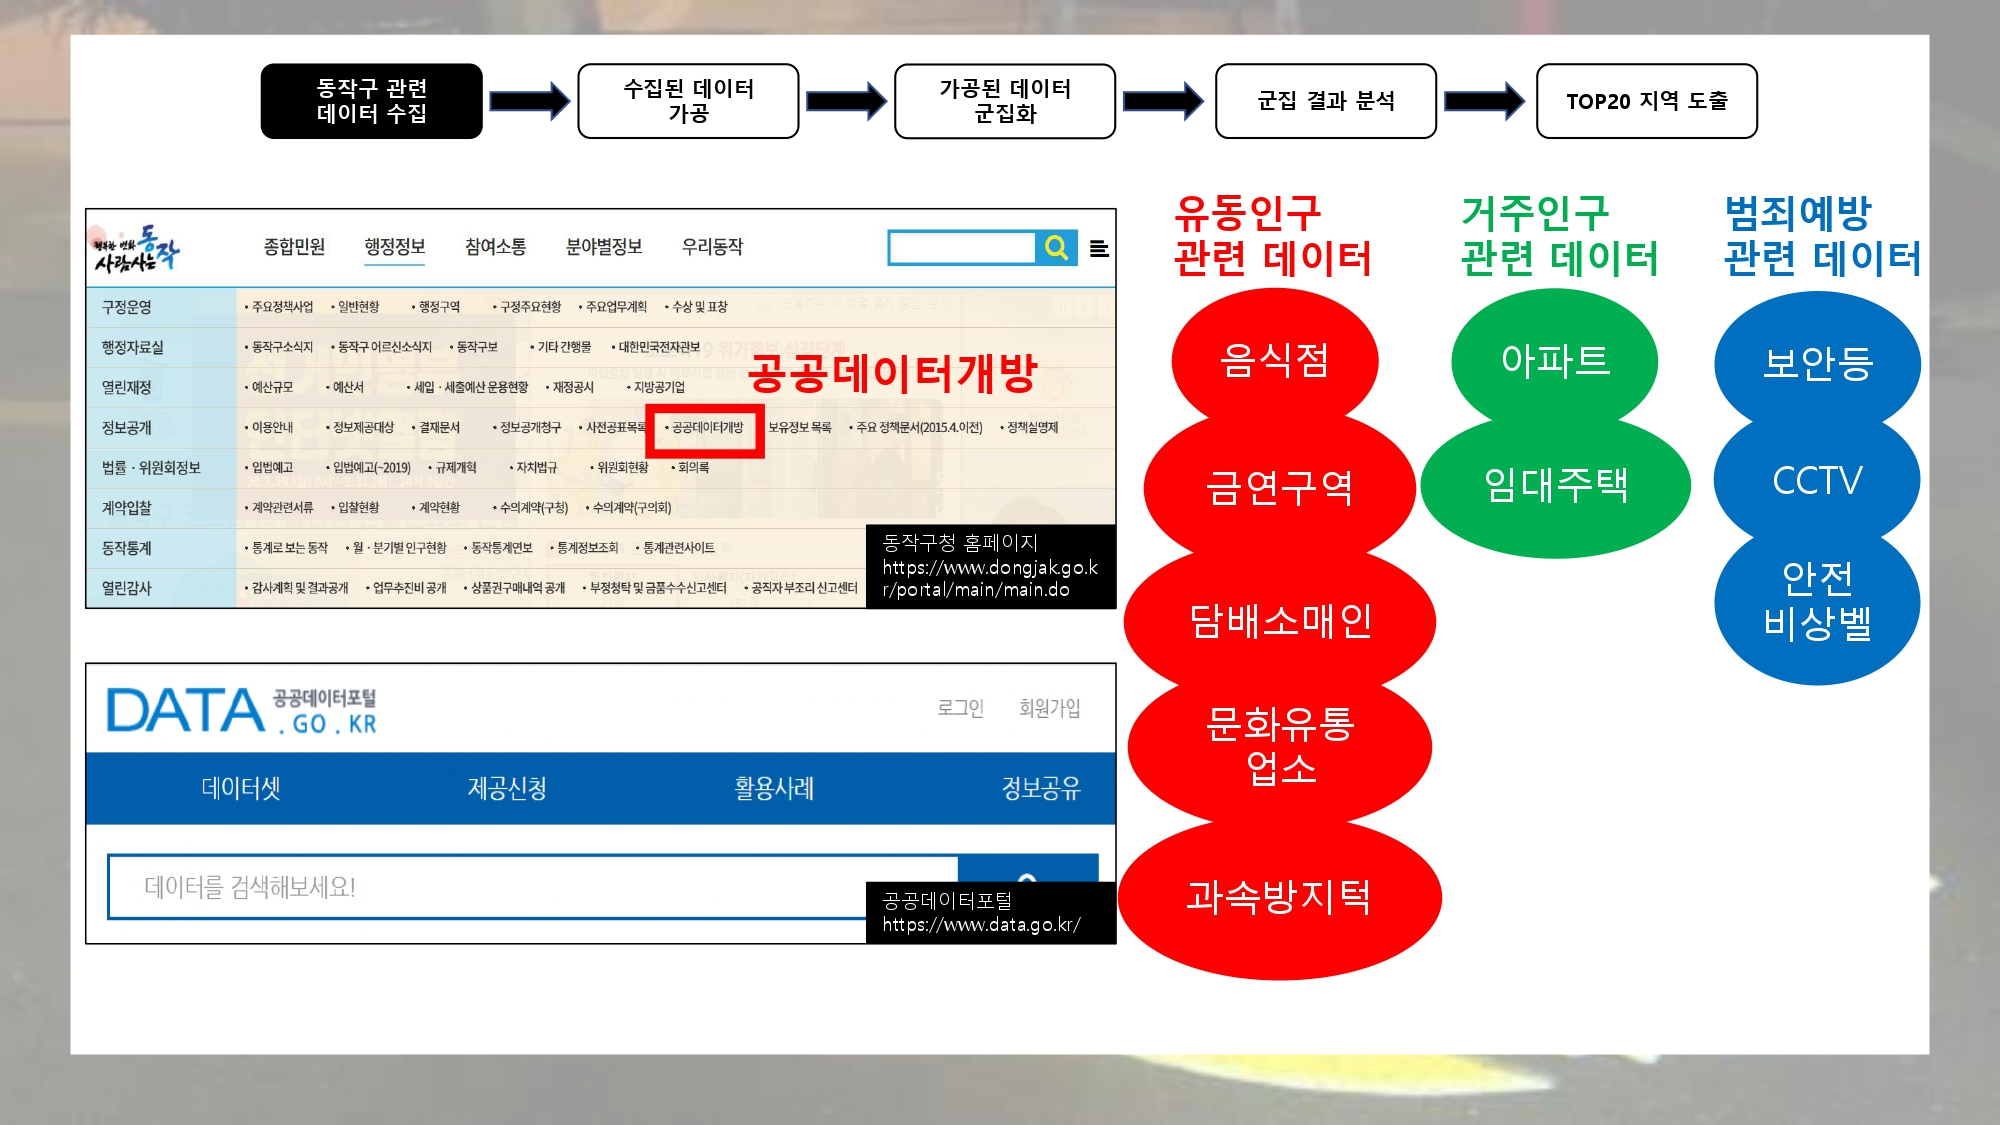 동작구 관련
데이터 수집
수집된 데이터
가공
가공된 데이터
군집화
군집 결과 분석
TOP20 지역 도출
행복한 변화 동작
사람사는
종합민원 행정정보 참여소통 분야별정보 우리동작
구정운영 • 주요정책사업 • 일반현황 • 행정구역 • 구정주요현황 • 주요업무계획 • 수상 및 표창
행정자료실 • 동작구소식지 • 동작구 어르신소식지 • 동작구보 • 기타 간행물 • 대한민국전자관보
공공데이터개방
열린재정 • 예산규모 • 예산서 • 세입 · 세출예산 운용현황 • 재정공시 • 지방공기업
정보공개 • 이용안내 • 정보제공대상 • 결재문서 • 정보공개청구 • 사전공표목록 • 공공데이터개방 보유정보 목록 • 주요 정책문서(2015.4.이전) • 정책실명제
법률 · 위원회정보 • 입법예고 • 입법예고(~2019) • 규제개혁 • 자치법규 • 위원회현황 • 회의록
계약입찰 • 계약관련서류 • 입찰현황 • 계약현황 • 수의계약(구청) • 수의계약(구의회)
동작통계 • 통계로 보는 동작 • 월 · 분기별 인구현황 • 동작통계연보 • 통계정보조회 • 통계관련사이트
열린감사 • 감사계획 및 결과공개 • 업무추진비 공개 • 상품권구매내역 공개 • 부정청탁 및 금품수수신고센터 • 공직자 부조리 신고센터
동작구청 홈페이지
https://www.dongjak.go.k
r/portal/main/main.do
DATA 공공데이터포털
.GO.KR
로그인 회원가입
데이터셋 제공신청 활용사례 정보공유
데이터를 검색해보세요!
공공데이터포털
https://www.data.go.kr/
유동인구
관련 데이터
음식점
금연구역
담배소매인
문화유통
업소
과속방지턱
거주인구
관련 데이터
아파트
임대주택
범죄예방
관련 데이터
보안등
CCTV
안전
비상벨